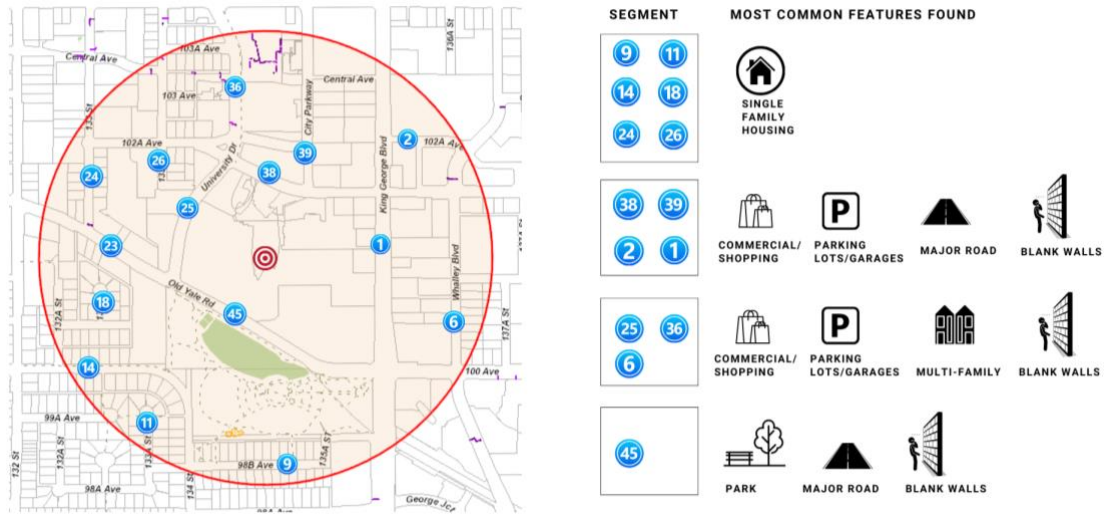 103A Ave
136A St
Central Ave
36
Central Ave
103 Ave
City Parkway
133 St
2
102A Ave
102A Ave
39
26
University Dr
King George Blvd
38
24
25
23
1
Old Yale Rd
Whalley Blvd
18
132A St
45
6
137A St
14
100 Ave
99A Ave
11
133A St
135A ST
132 St
132A St
9
98B Ave
134 St
98A Ave
George Jct
98A Ave
SEGMENT
MOST COMMON FEATURES FOUND
9 11
14 18
24 26
SINGLE
FAMILY
HOUSING
38 39
2 1
P
COMMERCIAL/
SHOPPING
PARKING
LOTS/GARAGES
MAJOR ROAD
BLANK WALLS
25 36
6
P
COMMERCIAL/
SHOPPING
PARKING
LOTS/GARAGES
MULTI-FAMILY
BLANK WALLS
45
PARK
MAJOR ROAD
BLANK WALLS